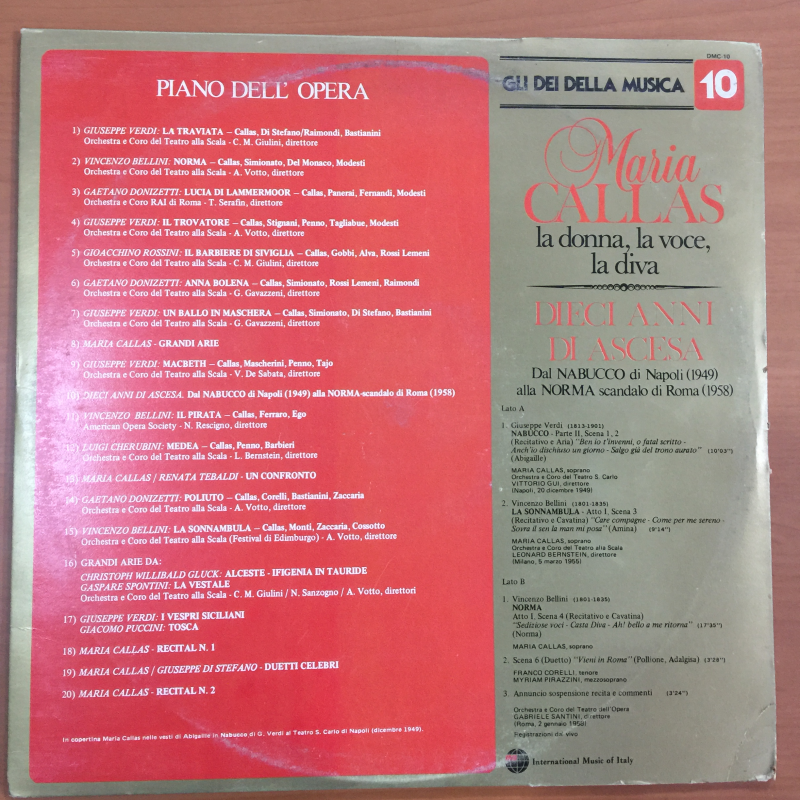 PIANO DELL' OPERA
1) GIUSEPPE VERDI: LA TRAVIATA – Callas, Di Stefano/Raimondi, Bastianini
Orchestra e Coro del Teatro alla Scala - C. M. Giulini, direttore
2) VINCENZO BELLINI: NORMA – Callas, Simionato, Del Monaco, Modesti
Orchestra e Coro del Teatro alla Scala - A. Votto, direttore
3) GAETANO DONIZETTI: LUCIA DI LAMMERMOOR – Callas, Panerai, Fernandi, Modesti
Orchestra e Coro RAI di Roma - T. Serafin, direttore
4) GIUSEPPE VERDI: IL TROVATORE – Callas, Stignani, Penno, Tagliabue, Modesti
Orchestra e Coro del Teatro alla Scala - A. Votto, direttore
5) GIOACCHINO ROSSINI: IL BARBIERE DI SIVIGLIA – Callas, Gobbi, Alva, Rossi Lemeni
Orchestra e Coro del Teatro alla Scala - C. M. Giulini, direttore
6) GAETANO DONIZETTI: ANNA BOLENA – Callas, Simionato, Rossi Lemeni, Raimondi
Orchestra e Coro del Teatro alla Scala - G. Gavazzeni, direttore
7) GIUSEPPE VERDI: UN BALLO IN MASCHERA – Callas, Simionato, Di Stefano, Bastianini
Orchestra e Coro del Teatro alla Scala - G. Gavazzeni, direttore
8) MARIA CALLAS - GRANDI ARIE
9) GIUSEPPE VERDI: MACBETH – Callas, Mascherini, Penno, Tajo
Orchestra e Coro del Teatro alla Scala - V. De Sabata, direttore
10) DIECI ANNI DI ASCESA. Dal NABUCCO di Napoli (1949) alla NORMA-scandalo di Roma (1958)
11) VINCENZO BELLINI: IL PIRATA – Callas, Ferraro, Ego
American Opera Society - N. Rescigno, direttore
12) LUIGI CHERUBINI: MEDEA – Callas, Penno, Barbieri
Orchestra e Coro del Teatro alla Scala - L. Bernstein, direttore
13) MARIA CALLAS / RENATA TEBALDI - UN CONFRONTO
14) GAETANO DONIZETTI: POLIUTO – Callas, Corelli, Bastianini, Zaccaria
Orchestra e Coro del Teatro alla Scala - A. Votto, direttore
15) VINCENZO BELLINI: LA SONNAMBULA – Callas, Monti, Zaccaria, Cossotto
Orchestra e Coro del Teatro alla Scala (Festival di Edimburgo) - A. Votto, direttore
16) GRANDI ARIE DA:
CHRISTOPH WILLIBALD GLUCK: ALCESTE - IFIGENIA IN TAURIDE
GASPARE SPONTINI: LA VESTALE
Orchestra e Coro del Teatro alla Scala - C. M. Giulini / N. Sanzogno / A. Votto, direttori
17) GIUSEPPE VERDI: I VESPRI SICILIANI
GIACOMO PUCCINI: TOSCA
18) MARIA CALLAS - RECITAL N. 1
19) MARIA CALLAS / GIUSEPPE DI STEFANO - DUETTI CELEBRI
20) MARIA CALLAS - RECITAL N. 2
In copertina Maria Callas nelle vesti di Abigaille in Nabucco di G. Verdi al Teatro S. Carlo di Napoli (dicembre 1949).
DMC-10
GLI DEI DELLA MUSICA 10
Maria
CALLAS
la donna, la voce,
la diva
DIECI ANNI
DI ASCESA
Dal NABUCCO di Napoli (1949)
alla NORMA scandalo di Roma (1958)
Lato A
1. Giuseppe Verdi (1813-1901)
NABUCCO - Parte II, Scena 1, 2
(Recitativo e Aria) "Ben io t'invenni, o fatal scritto -
Anch'io dischiuso un giorno - Salgo già del trono aurato" (10'03")
(Abigaille)
MARIA CALLAS, soprano
Orchestra e Coro del Teatro S. Carlo
VITTORIO GUI, direttore
(Napoli, 20 dicembre 1949)
2. Vincenzo Bellini (1801-1835)
LA SONNAMBULA - Atto I, Scena 3
(Recitativo e Cavatina) "Care compagne - Come per me sereno -
Sovra il sen la man mi posa" (Amina) (9'14")
MARIA CALLAS, soprano
Orchestra e Coro del Teatro alla Scala
LEONARD BERNSTEIN, direttore
(Milano, 5 marzo 1955)
Lato B
1. Vincenzo Bellini (1801-1835)
NORMA
Atto I, Scena 4 (Recitativo e Cavatina)
"Sediziose voci - Casta Diva - Ah! bello a me ritorna" (17'30")
(Norma)
MARIA CALLAS, soprano
2. Scena 6 (Duetto) "Vieni in Roma" (Pollione, Adalgisa) (3'28")
FRANCO CORELLI, tenore
MYRIAM PIRAZZINI, mezzosoprano
3. Annuncio sospensione recita e commenti (3'24")
Orchestra e Coro del Teatro dell'Opera
GABRIELE SANTINI, direttore
(Roma, 2 gennaio 1958)
Registrazioni dal vivo
International Music of Italy